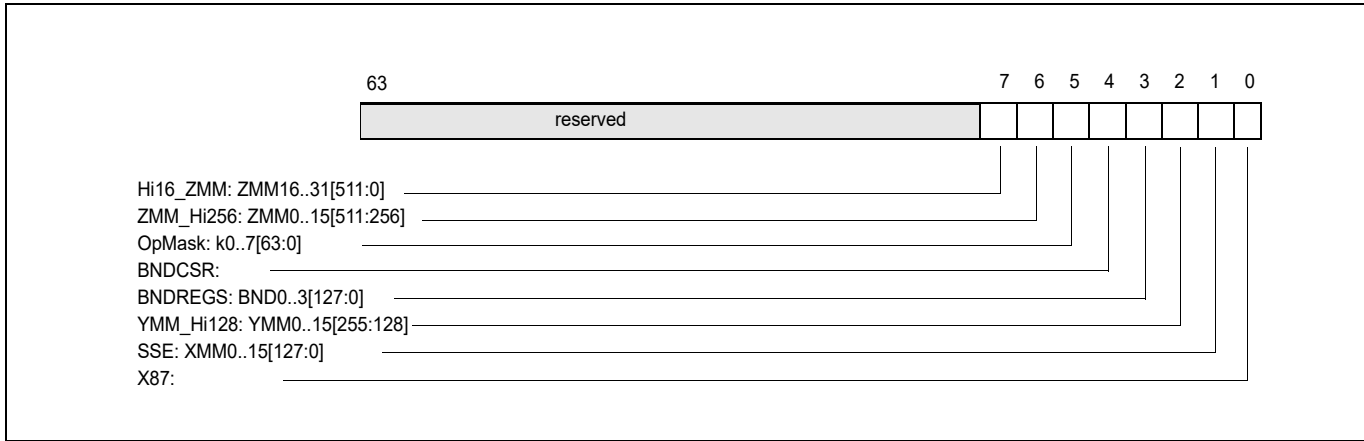 63 7 6 5 4 3 2 1 0
reserved
Hi16_ZMM: ZMM16..31[511:0]
ZMM_Hi256: ZMM0..15[511:256]
OpMask: k0..7[63:0]
BNDCSR:
BNDREGS: BND0..3[127:0]
YMM_Hi128: YMM0..15[255:128]
SSE: XMM0..15[127:0]
X87: